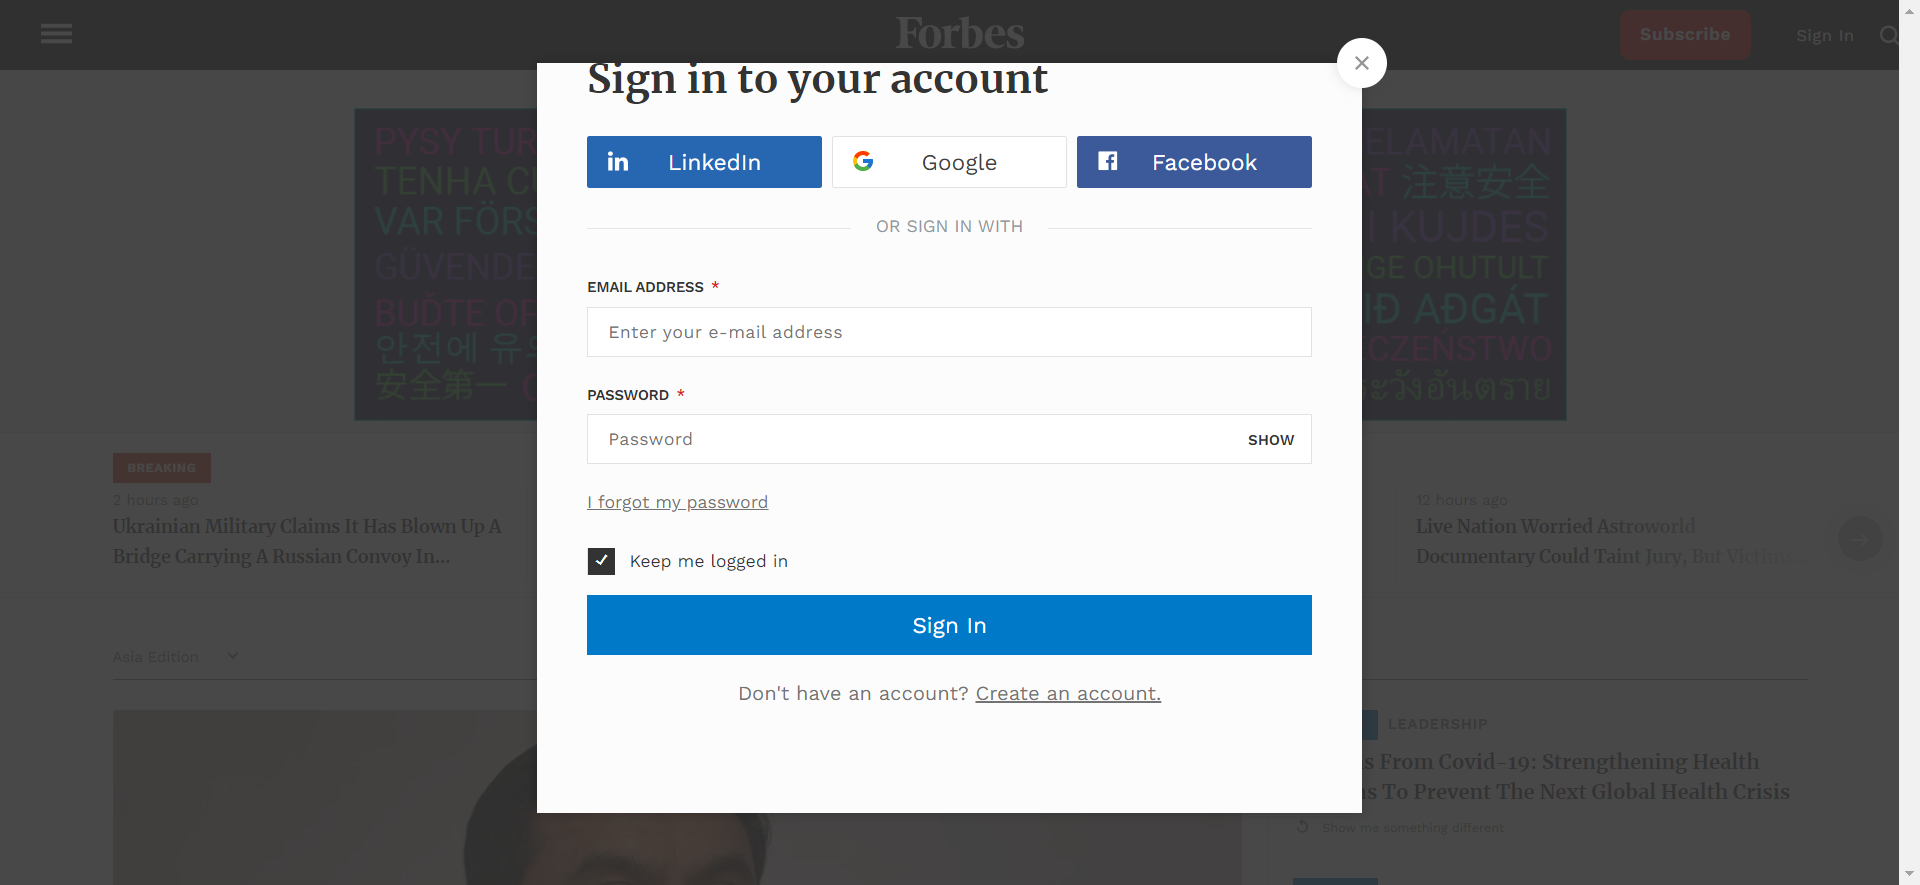 Forbes
Subscribe
Sign In
Sign in to your account
LinkedIn
Google
Facebook
OR SIGN IN WITH
EMAIL ADDRESS *
Enter your e-mail address
PASSWORD *
Password
SHOW
I forgot my password
Keep me logged in
Sign In
Don't have an account? Create an account.
PYSY TUR
TENHA
VAR FÖRS
GÜVENDE
BUĎTE OP
안전에
安全第一
ELAMATAN
注意安全
KUJDES
GE OHUTULT
AÐGÁT
CZEŃSTWO
ระวังอันตราย
BREAKING
2 hours ago
Ukrainian Military Claims It Has Blown Up A
Bridge Carrying A Russian Convoy In...
12 hours ago
Live Nation Worried Astroworld
Documentary Could Taint Jury, But Victims
Asia Edition
LEADERSHIP
s From Covid-19: Strengthening Health
s To Prevent The Next Global Health Crisis
Show me something different